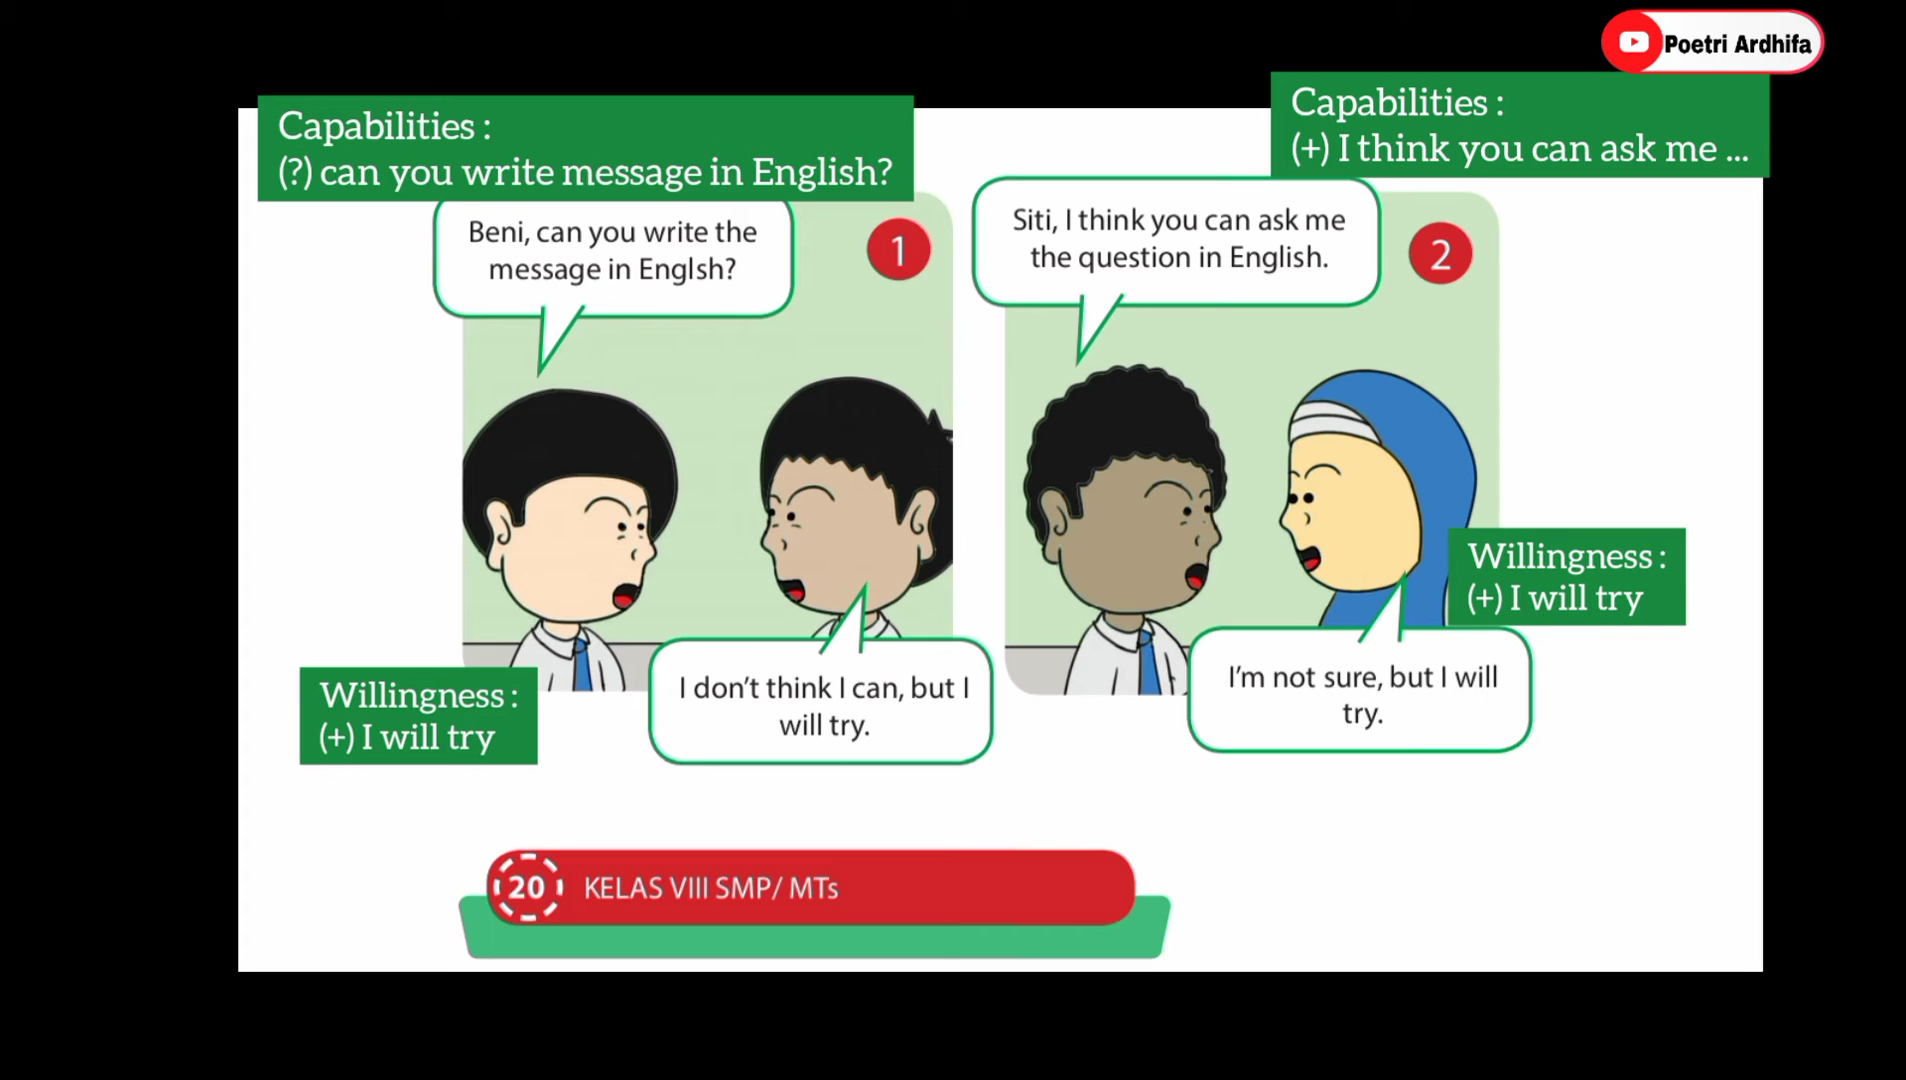 Poetri Ardhifa
Capabilities :
(?) can you write message in English?
Capabilities :
(+) I think you can ask me ...
Beni, can you write the
message in Englsh?
1
Siti, I think you can ask me
the question in English.
2
Willingness :
(+) I will try
I don't think I can, but I
will try.
Willingness :
(+) I will try
I'm not sure, but I will
try.
20 KELAS VIII SMP/ MTs